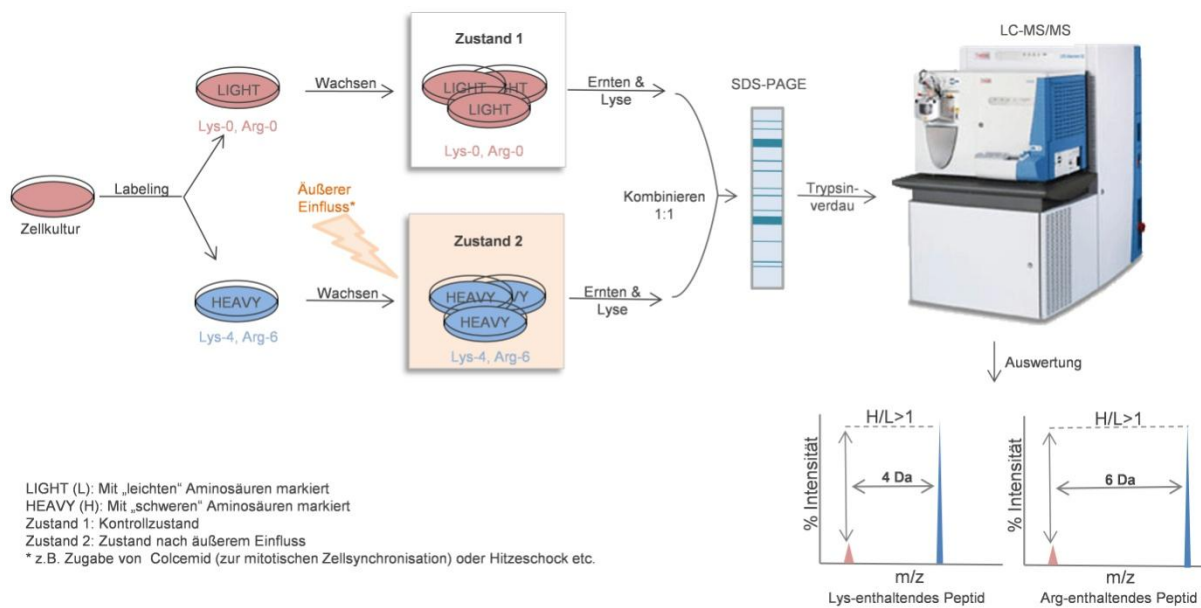 LC-MS/MS
Zustand 1
LIGHT
Wachsen
LIGHT HT
LIGHT
Ernten &
Lyse
SDS-PAGE
Lys-0, Arg-0
Lys-0, Arg-0
Labeling
Äußerer
Einfluss*
Kombinieren
1:1
Trypsin-
verdau
Zellkultur
Zustand 2
HEAVY
Wachsen
HEAVY VY
HEAVY
Ernten &
Lyse
Lys-4, Arg-6
Lys-4, Arg-6
Auswertung
H/L>1
4 Da
% Intensität
m/z
Lys-enthaltendes Peptid
H/L>1
6 Da
% Intensität
m/z
Arg-enthaltendes Peptid
LIGHT (L): Mit „leichten“ Aminosäuren markiert
HEAVY (H): Mit „schweren“ Aminosäuren markiert
Zustand 1: Kontrollzustand
Zustand 2: Zustand nach äußerem Einfluss
* z.B. Zugabe von Colcemid (zur mitotischen Zellsynchronisation) oder Hitzeschock etc.